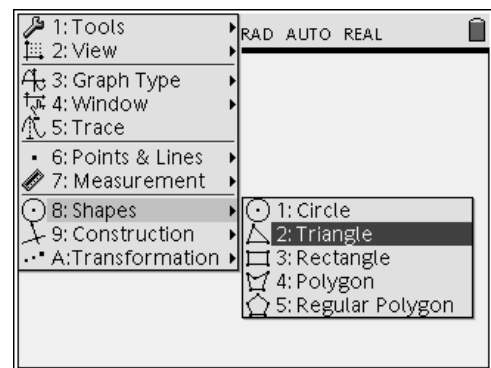 1: Tools
RAD AUTO REAL
2: View
3: Graph Type
4: Window
5: Trace
6: Points & Lines
7: Measurement
8: Shapes
1: Circle
9: Construction
2: Triangle
A:Transformation
3: Rectangle
4: Polygon
5: Regular Polygon